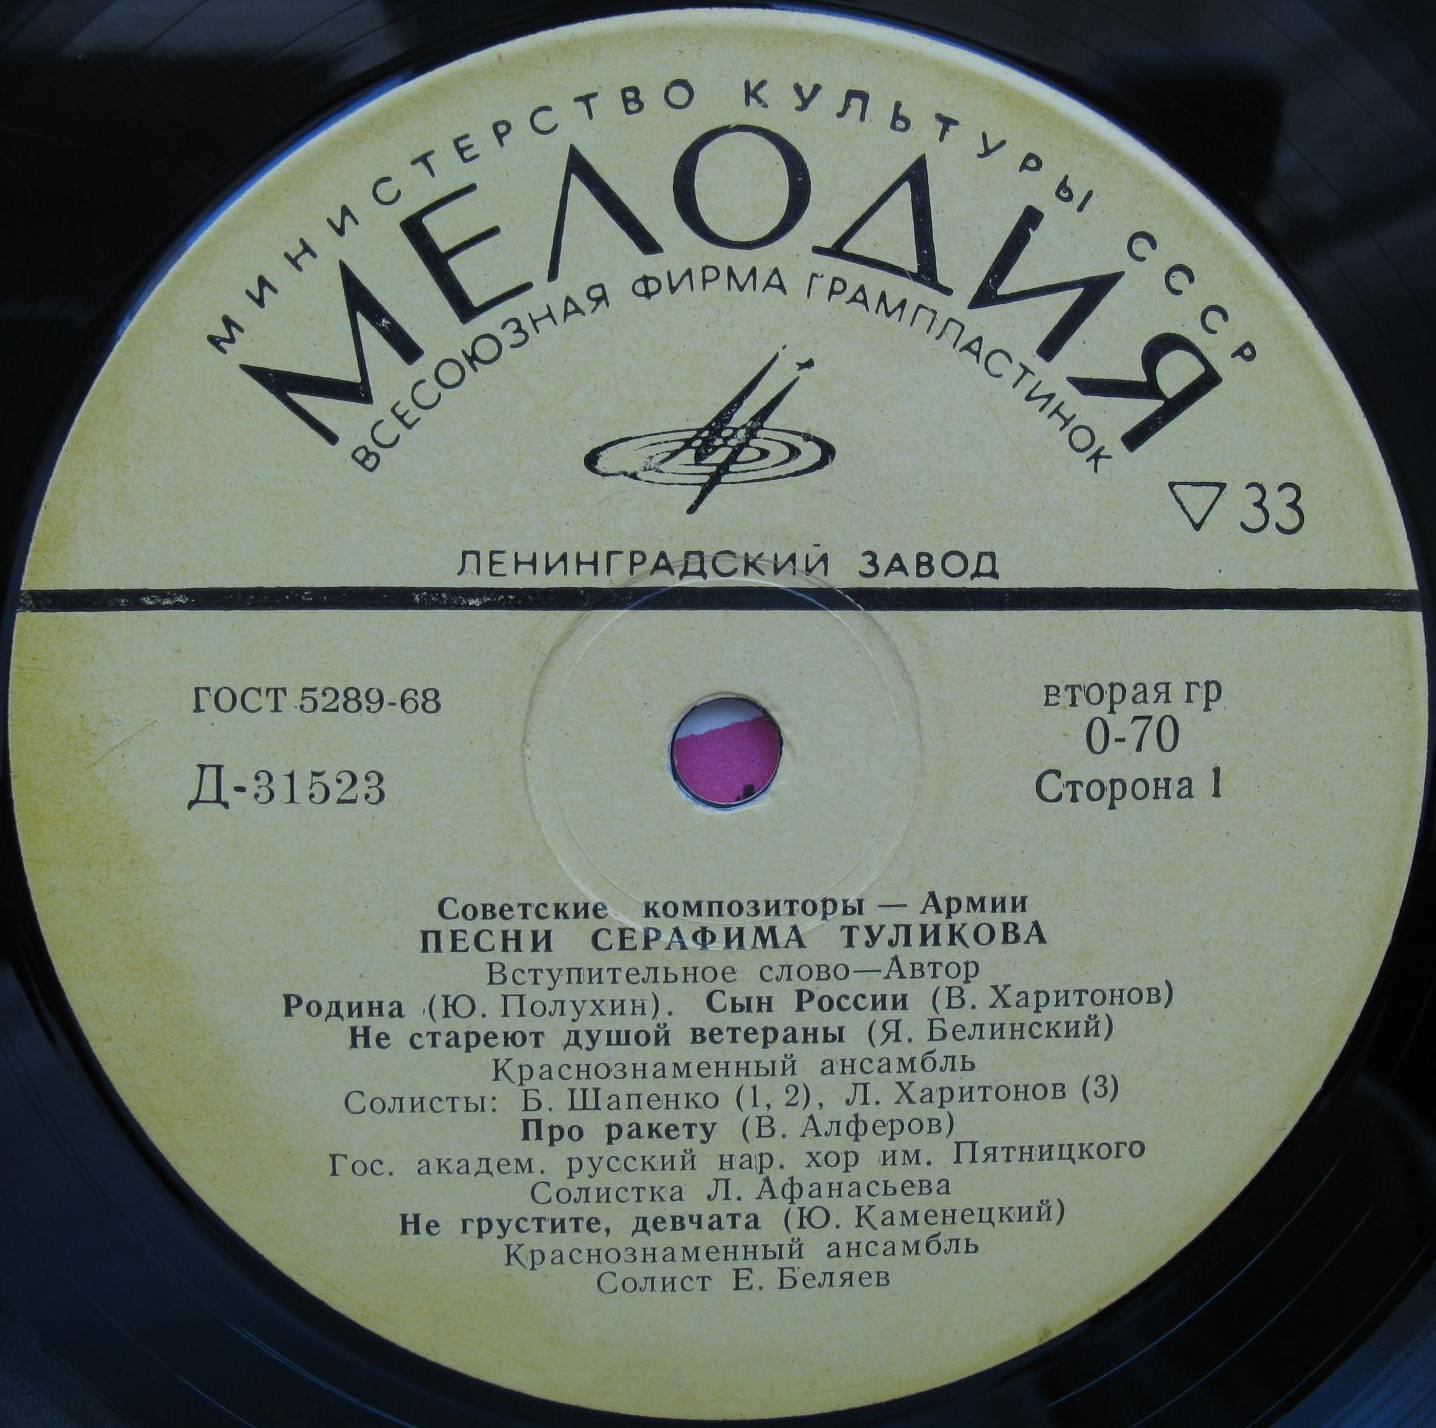 МИНИСТЕРСТВО КУЛЬТУРЫ СССР
МЕЛОДИЯ
ВСЕСОЮЗНАЯ ФИРМА ГРАМПЛАСТИНОК
33
ЛЕНИНГРАДСКИЙ ЗАВОД
ГОСТ 5289-68
вторая гр
0-70
Д-31523
Сторона 1
Советские композиторы — Армии
ПЕСНИ СЕРАФИМА ТУЛИКОВА
Вступительное слово—Автор
Родина (Ю. Полухин). Сын России (В. Харитонов)
Не стареют душой ветераны (Я. Белинский)
Краснознаменный ансамбль
Солисты: Б. Шапенко (1, 2), Л. Харитонов (3)
Про ракету (В. Алферов)
Гос. академ. русский нар. хор им. Пятницкого
Солистка Л. Афанасьева
Не грустите, девчата (Ю. Каменецкий)
Краснознаменный ансамбль
Солист Е. Беляев